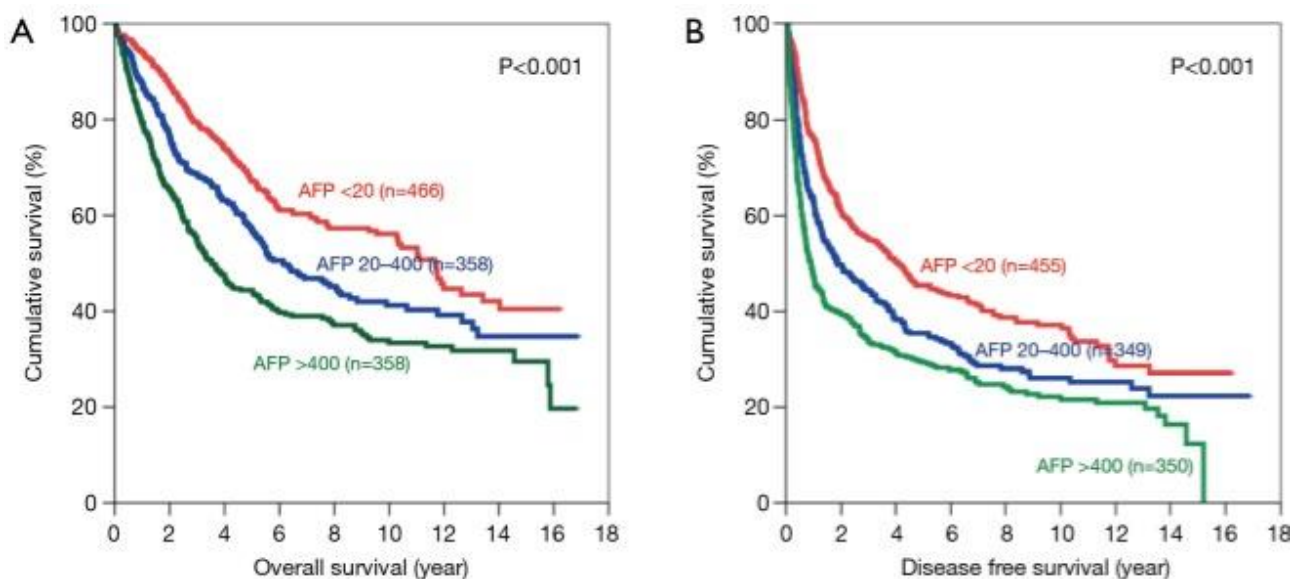 A
B
100
80
60
40
20
0
Cumulative survival (%)
P<0.001
AFP <20 (n=466)
AFP 20–400 (n=358)
AFP >400 (n=358)
0 2 4 6 8 10 12 14 16 18
Overall survival (year)
100
80
60
40
20
0
Cumulative survival (%)
P<0.001
AFP <20 (n=455)
AFP 20–400 (n=349)
AFP >400 (n=350)
0 2 4 6 8 10 12 14 16 18
Disease free survival (year)